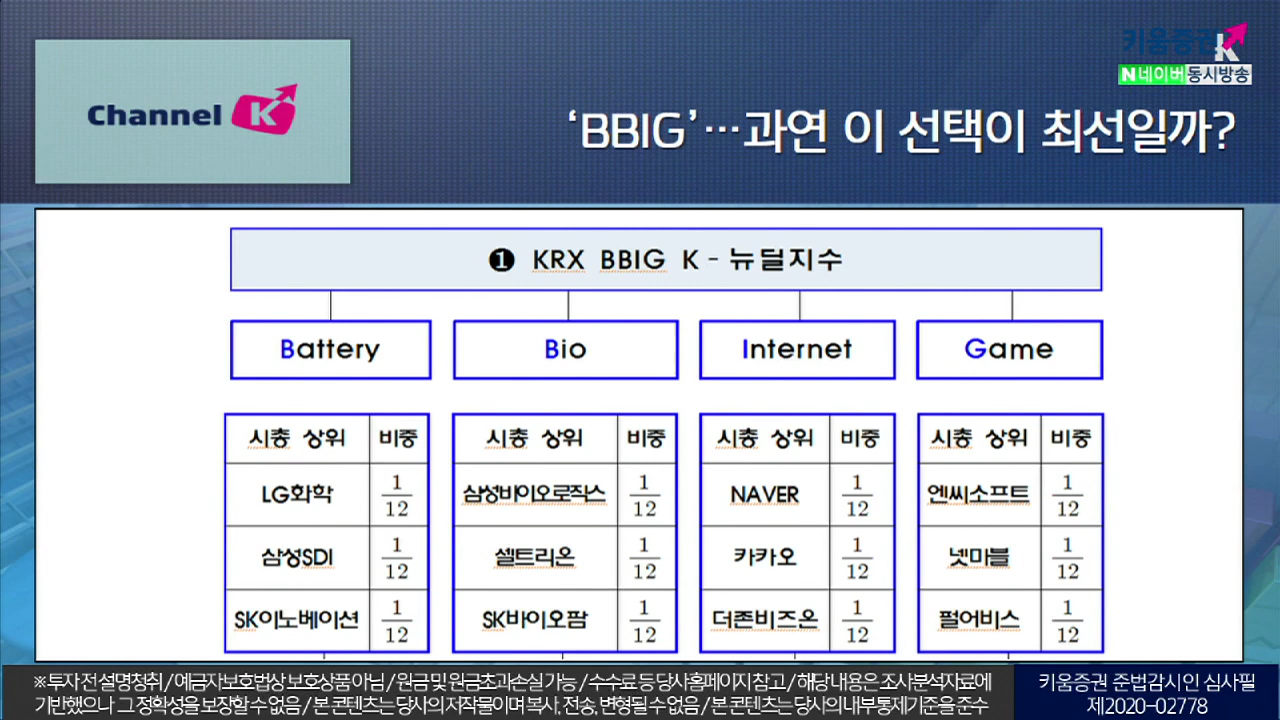 Channel K
키움증권 K
N 네이버 동시방송
‘BBIG’…과연 이 선택이 최선일까?
❶ KRX BBIG K - 뉴딜지수
Battery Bio Internet Game
시총 상위 비중 시총 상위 비중 시총 상위 비중 시총 상위 비중
LG화학 1/12 삼성바이오로직스 1/12 NAVER 1/12 엔씨소프트 1/12
삼성SDI 1/12 셀트리온 1/12 카카오 1/12 넷마블 1/12
SK이노베이션 1/12 SK바이오팜 1/12 더존비즈온 1/12 펄어비스 1/12
※ 투자 전 설명청취 / 예금자보호법상 보호상품 아님 / 원금 및 원금초과손실 가능 / 수수료 등 당사홈페이지 참고 / 해당 내용은 조사분석자료에
기반했으나 그 정확성을 보장할 수 없음 / 본 콘텐츠는 당사의 저작물이며 복사, 전송, 변형될 수 없음 / 본 콘텐츠는 당사의 내부통제기준을 준수
키움증권 준법감시인 심사필
제2020-02778